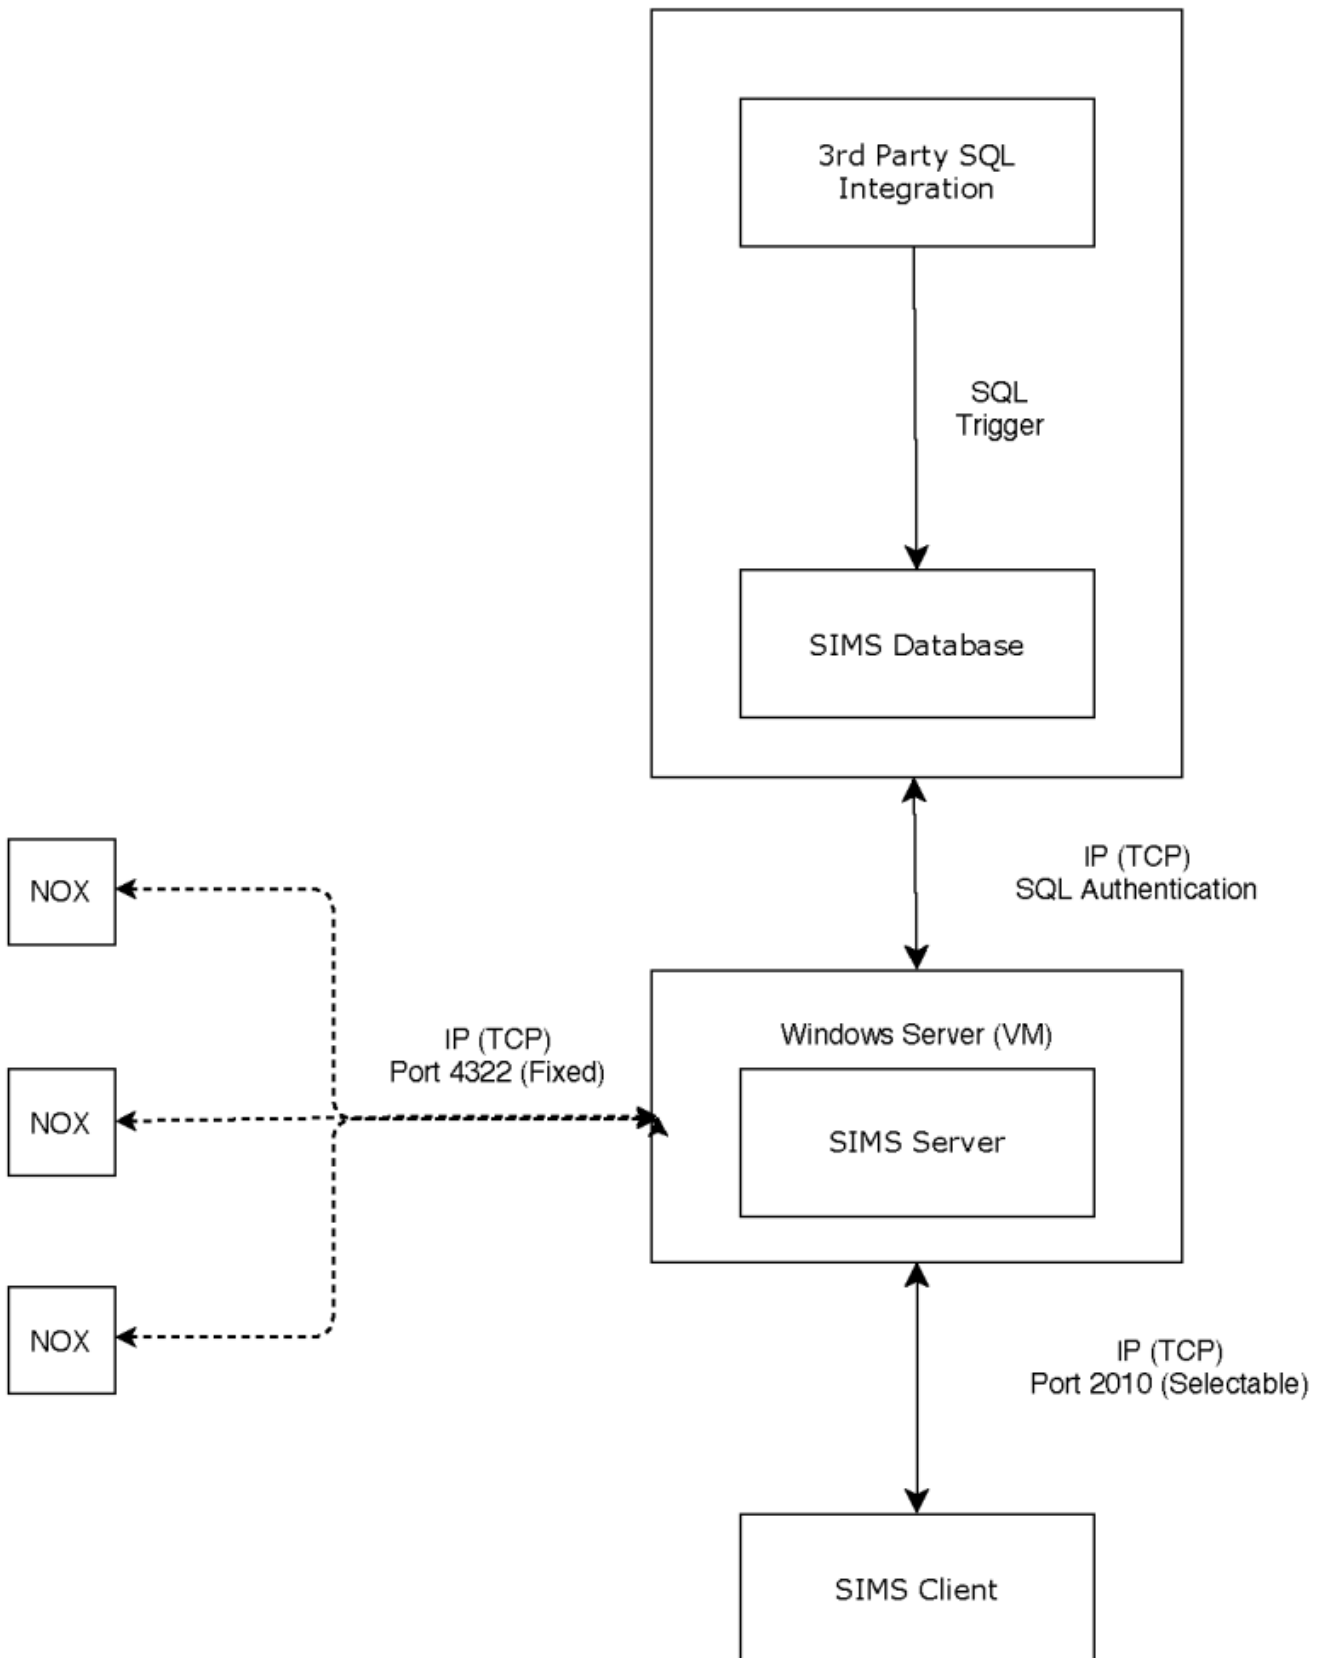 3rd Party SQL
Integration
SQL
Trigger
SIMS Database
IP (TCP)
SQL Authentication
NOX
Windows Server (VM)
IP (TCP)
Port 4322 (Fixed)
NOX
SIMS Server
NOX
IP (TCP)
Port 2010 (Selectable)
SIMS Client